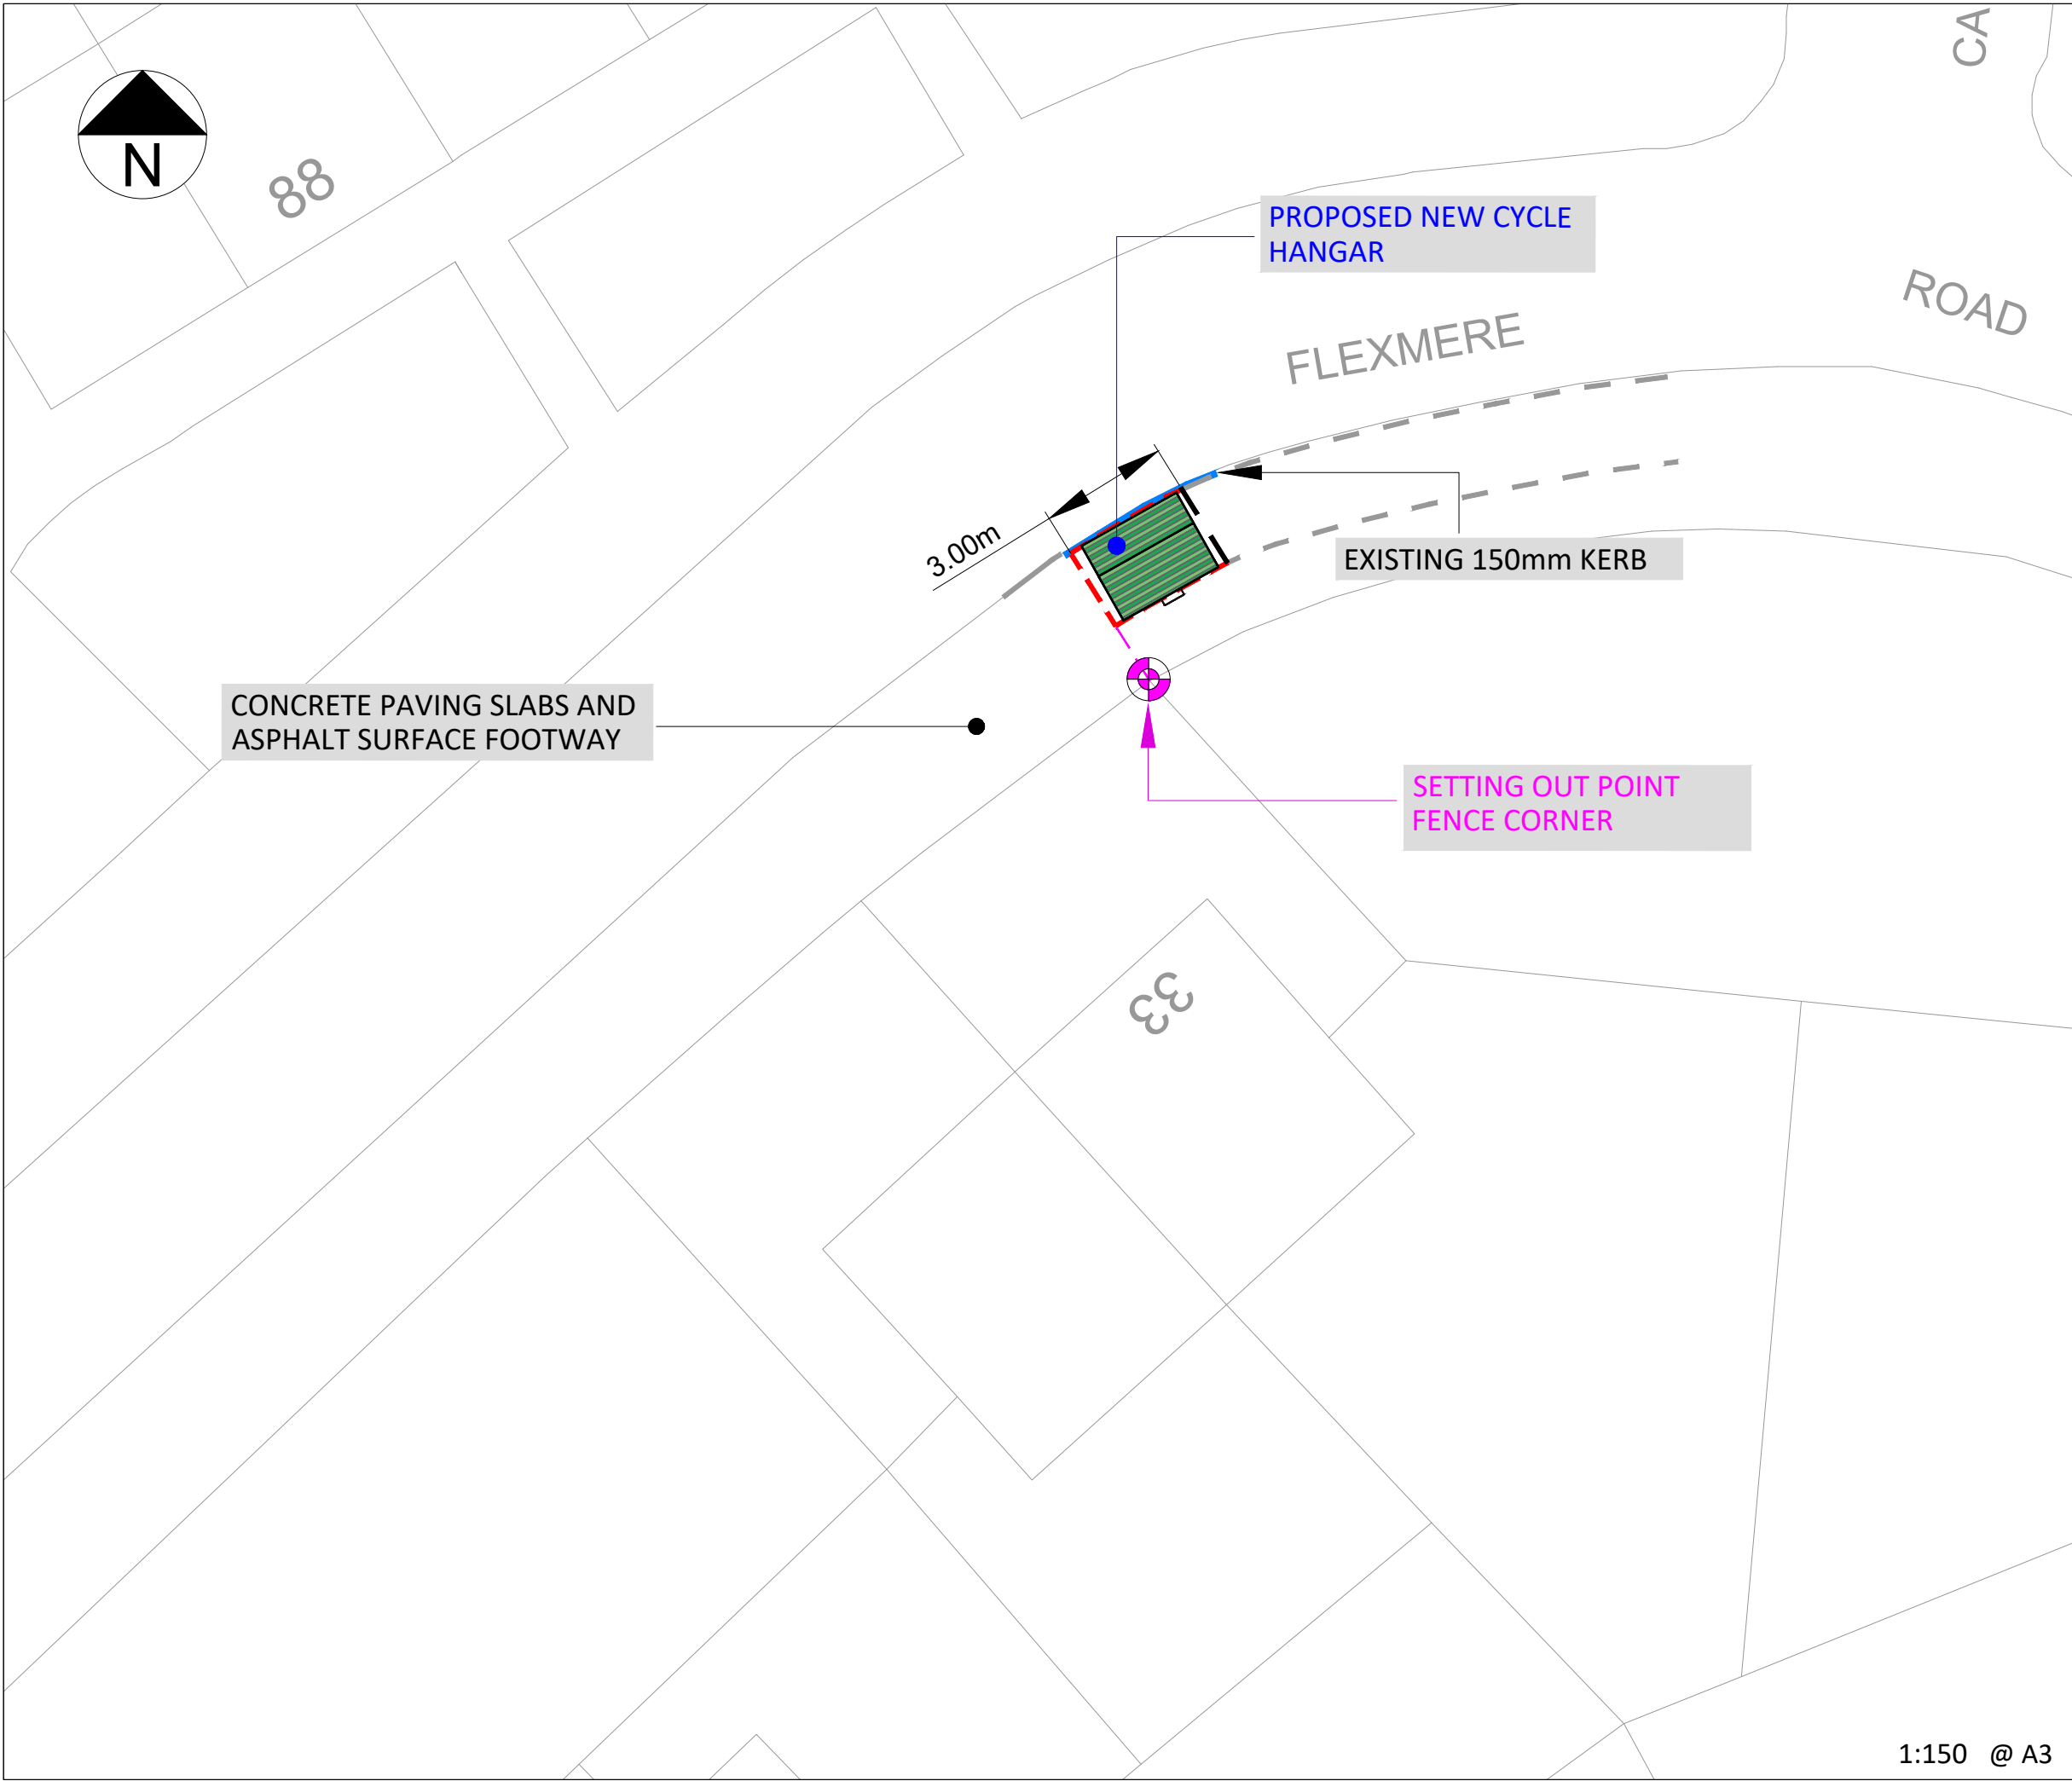 CA
N
88
PROPOSED NEW CYCLE
HANGAR
ROAD
FLEXMERE
3.00m
EXISTING 150mm KERB
CONCRETE PAVING SLABS AND
ASPHALT SURFACE FOOTWAY
SETTING OUT POINT
FENCE CORNER
33
1:150 @ A3